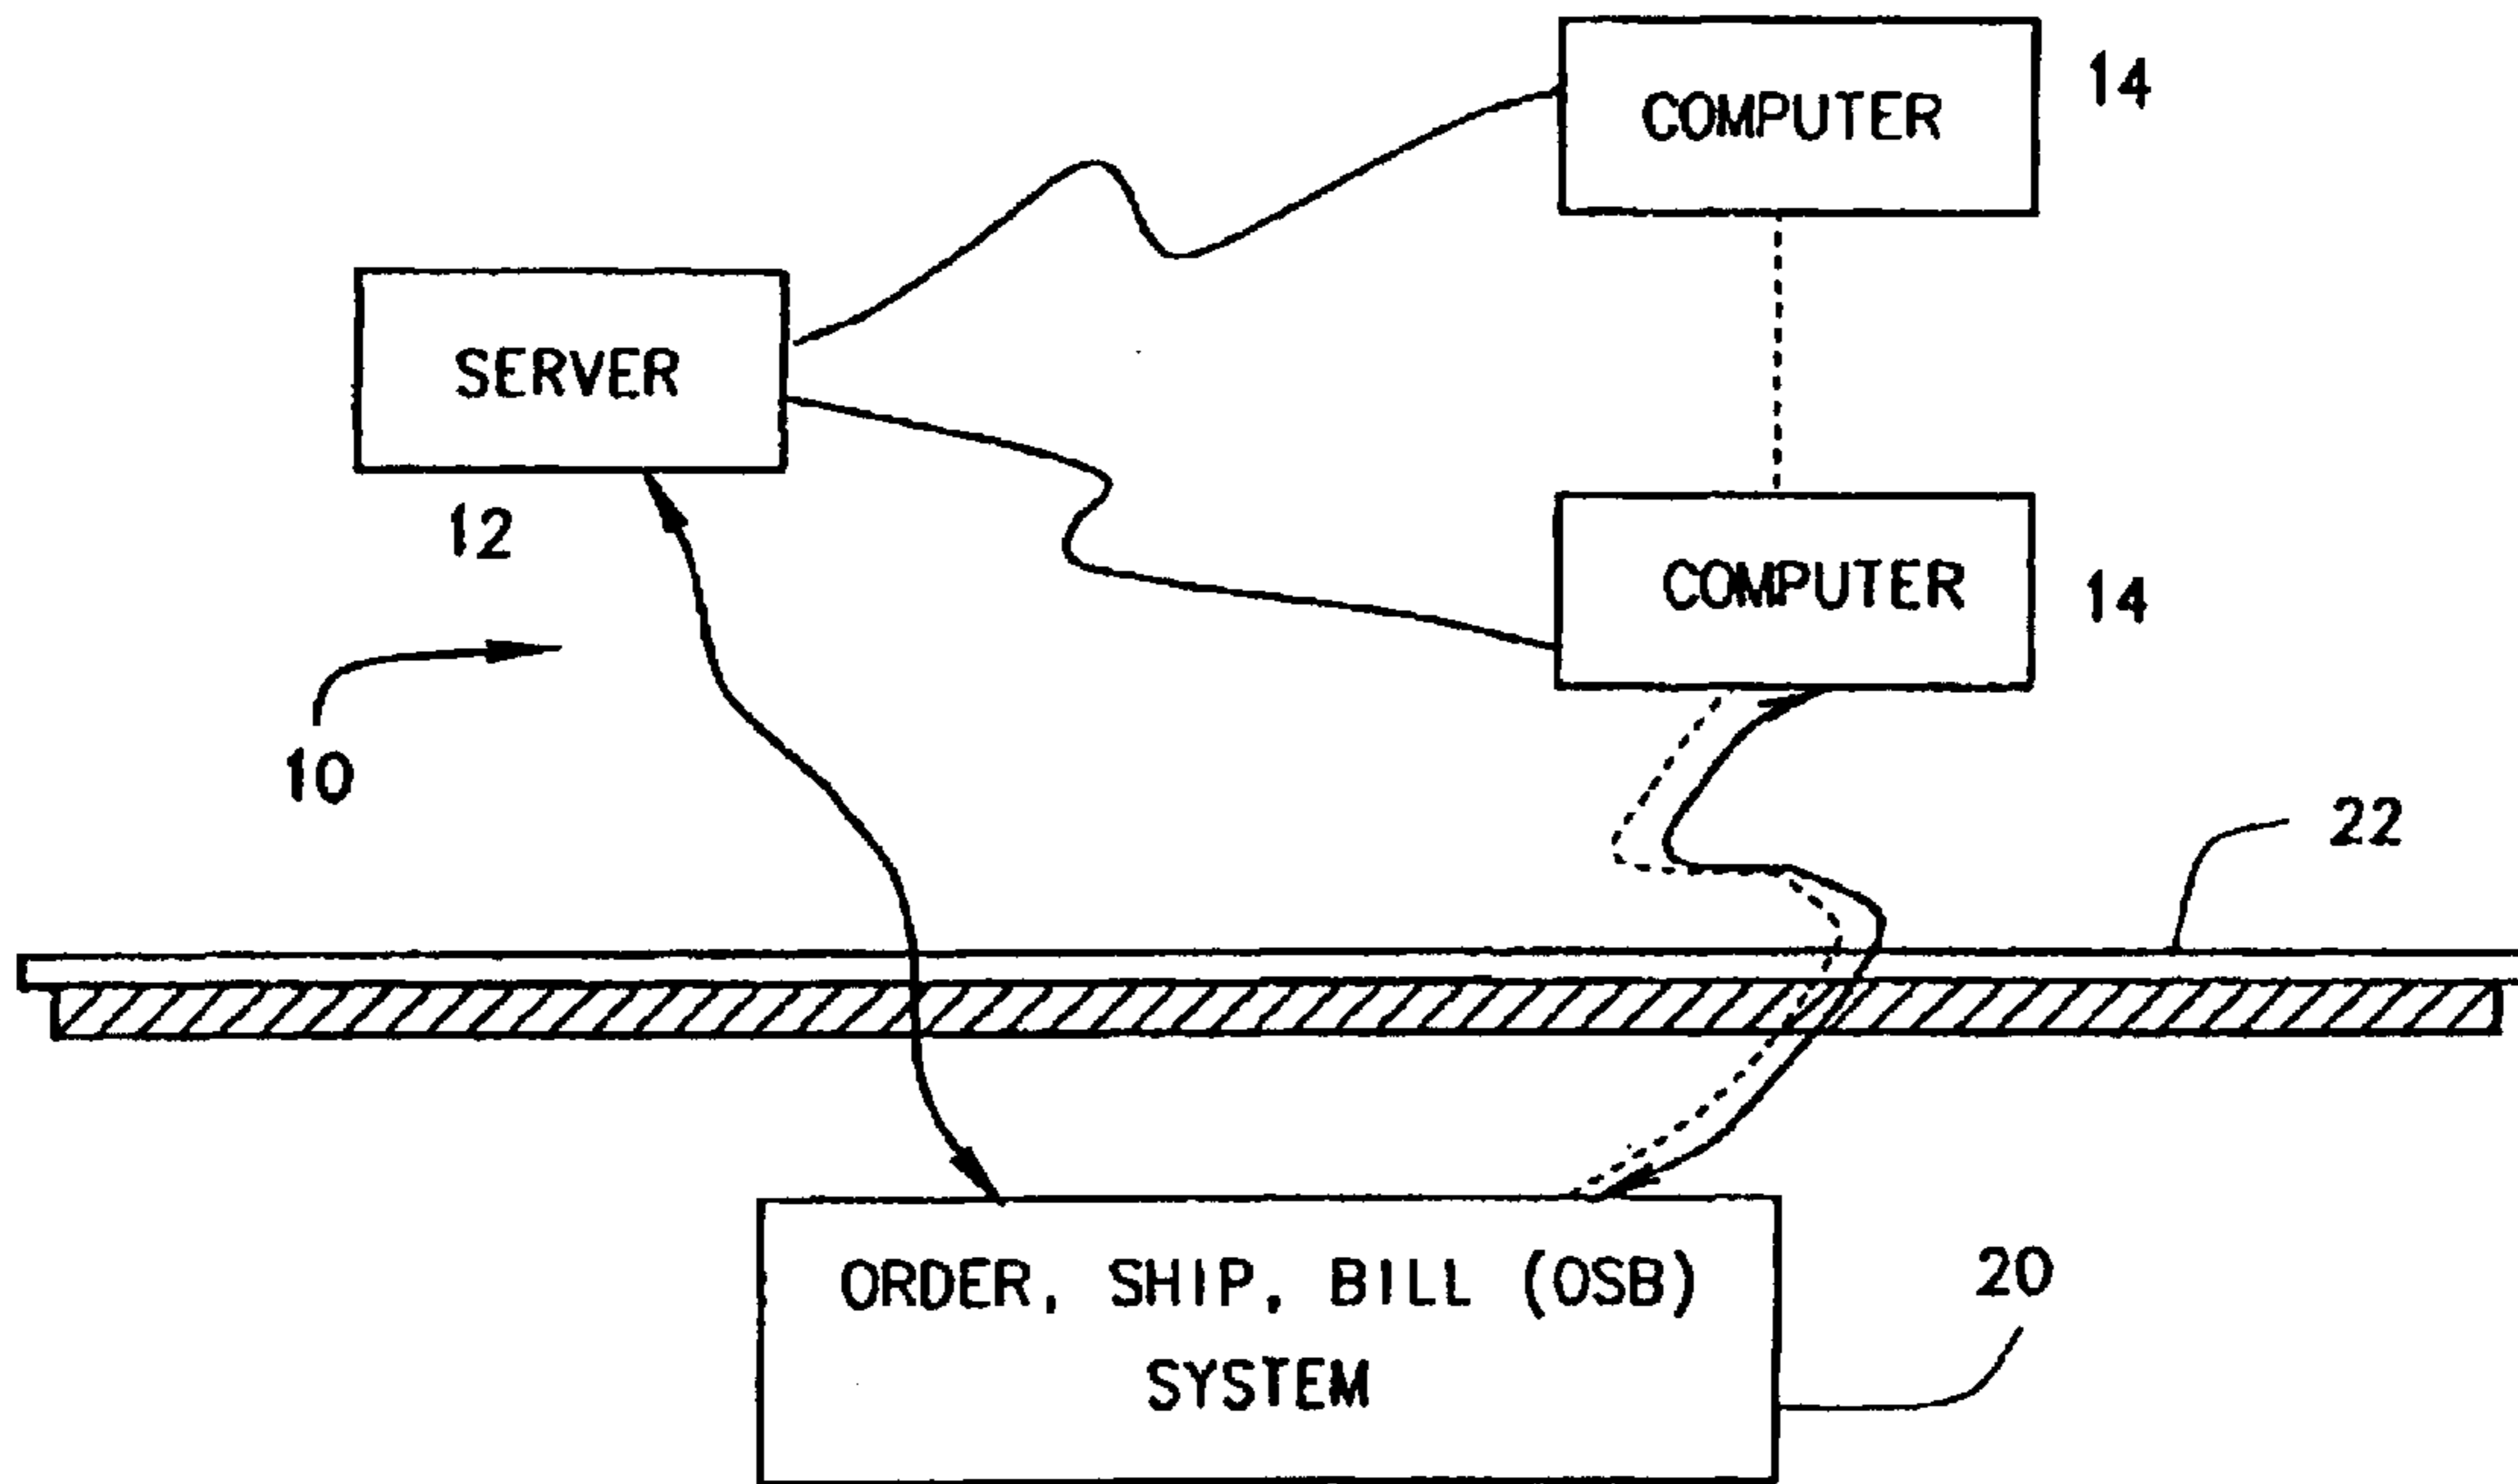 COMPUTER
14
SERVER
12
COMPUTER
14
10
22
ORDER, SHIP, BILL (OSB)
SYSTEM
20